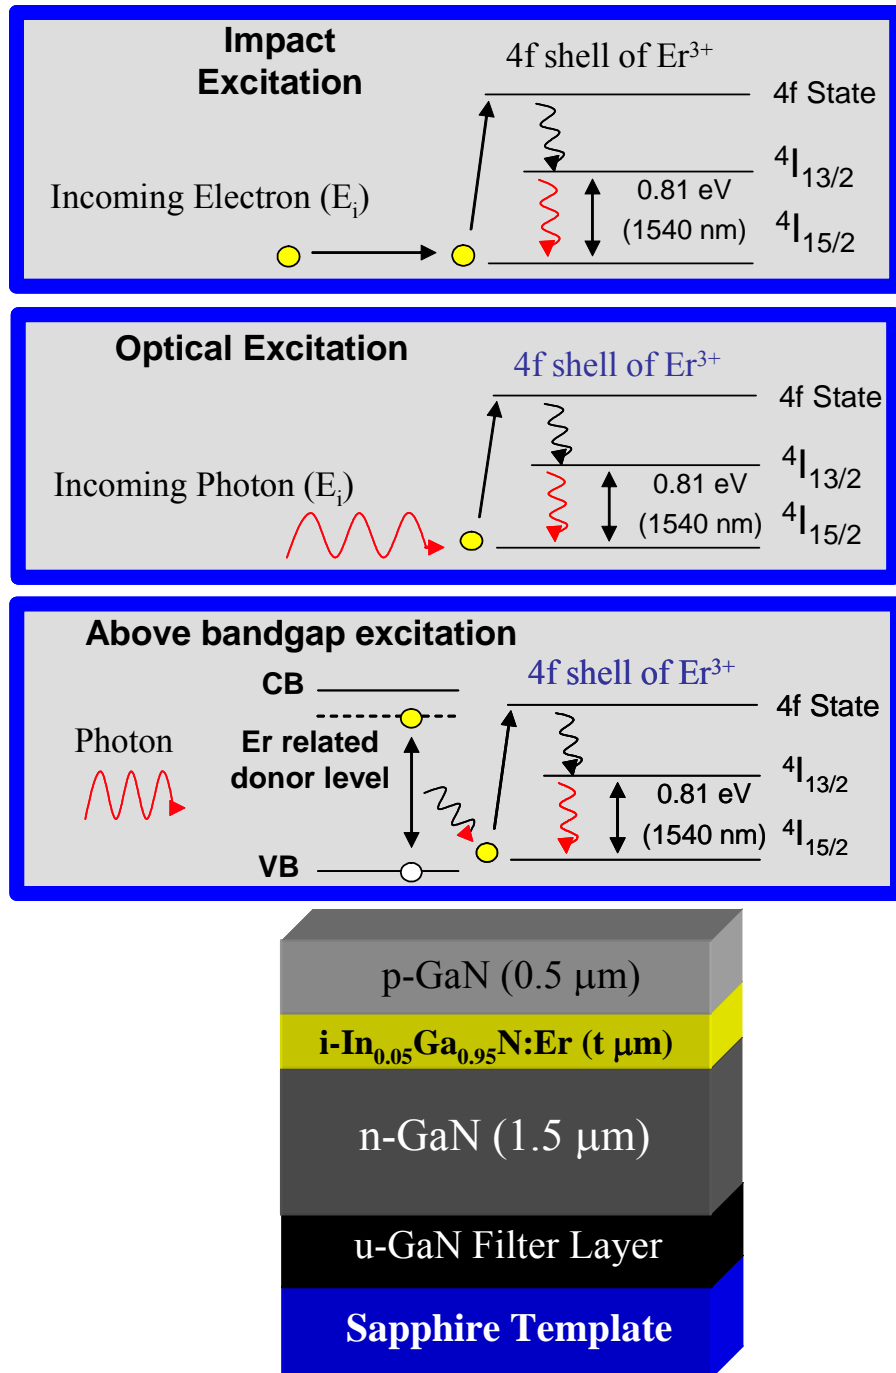 Impact
Excitation
4f shell of Er³⁺
4f State
⁴I₁₃/₂
Incoming Electron (Eᵢ)
0.81 eV
(1540 nm)
⁴I₁₅/₂
Optical Excitation
4f shell of Er³⁺
4f State
⁴I₁₃/₂
Incoming Photon (Eᵢ)
0.81 eV
(1540 nm)
⁴I₁₅/₂
Above bandgap excitation
CB
4f shell of Er³⁺
4f State
Photon
Er related
donor level
⁴I₁₃/₂
0.81 eV
(1540 nm)
⁴I₁₅/₂
VB
p-GaN (0.5 μm)
i-In₀.₀₅Ga₀.₉₅N:Er (t μm)
n-GaN (1.5 μm)
u-GaN Filter Layer
Sapphire Template